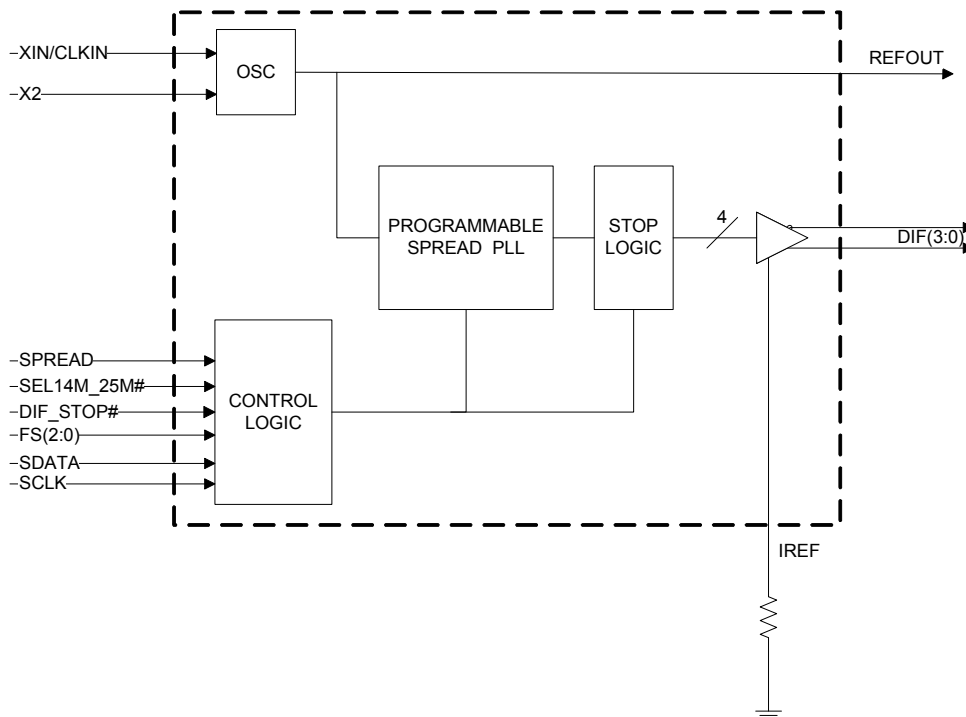 XIN/CLKIN
X2
OSC
REFOUT
PROGRAMMABLE
SPREAD PLL
STOP
LOGIC
4
DIF(3:0)
SPREAD
SEL14M_25M#
DIF_STOP#
FS(2:0)
SDATA
SCLK
CONTROL
LOGIC
IREF